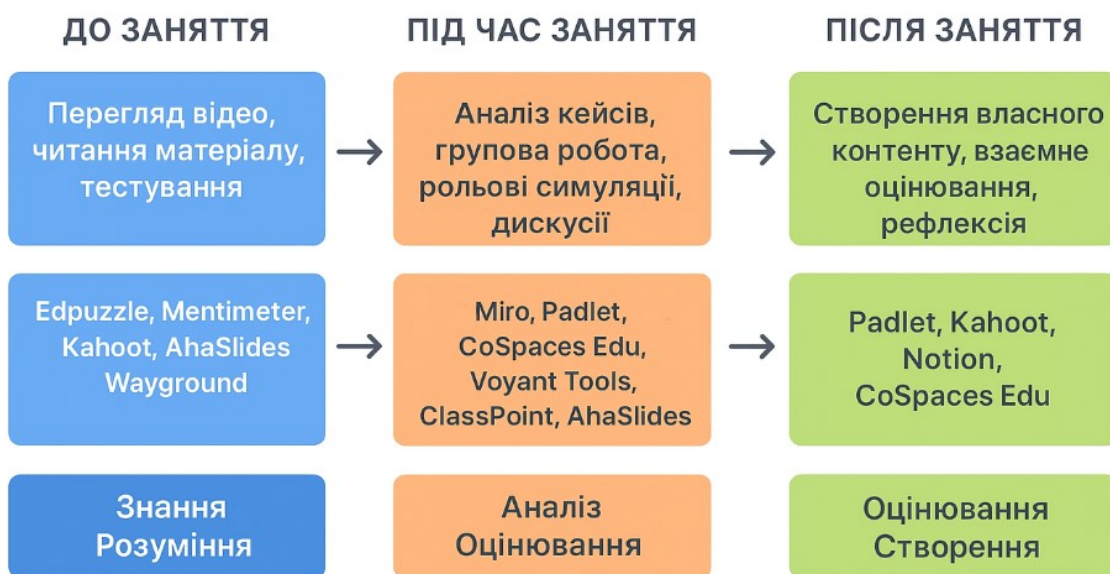 ДО ЗАНЯТТЯ
ПІД ЧАС ЗАНЯТТЯ
ПІСЛЯ ЗАНЯТТЯ
Перегляд відео,
читання матеріалу,
тестування
Аналіз кейсів,
групова робота,
рольові симуляції,
дискусії
Створення власного
контенту, взаємне
оцінювання,
рефлексія
Edpuzzle, Mentimeter,
Kahoot, AhaSlides
Wayground
Miro, Padlet,
CoSpaces Edu,
Voyant Tools,
ClassPoint, AhaSlides
Padlet, Kahoot,
Notion,
CoSpaces Edu
Знання
Розуміння
Аналіз
Оцінювання
Оцінювання
Створення